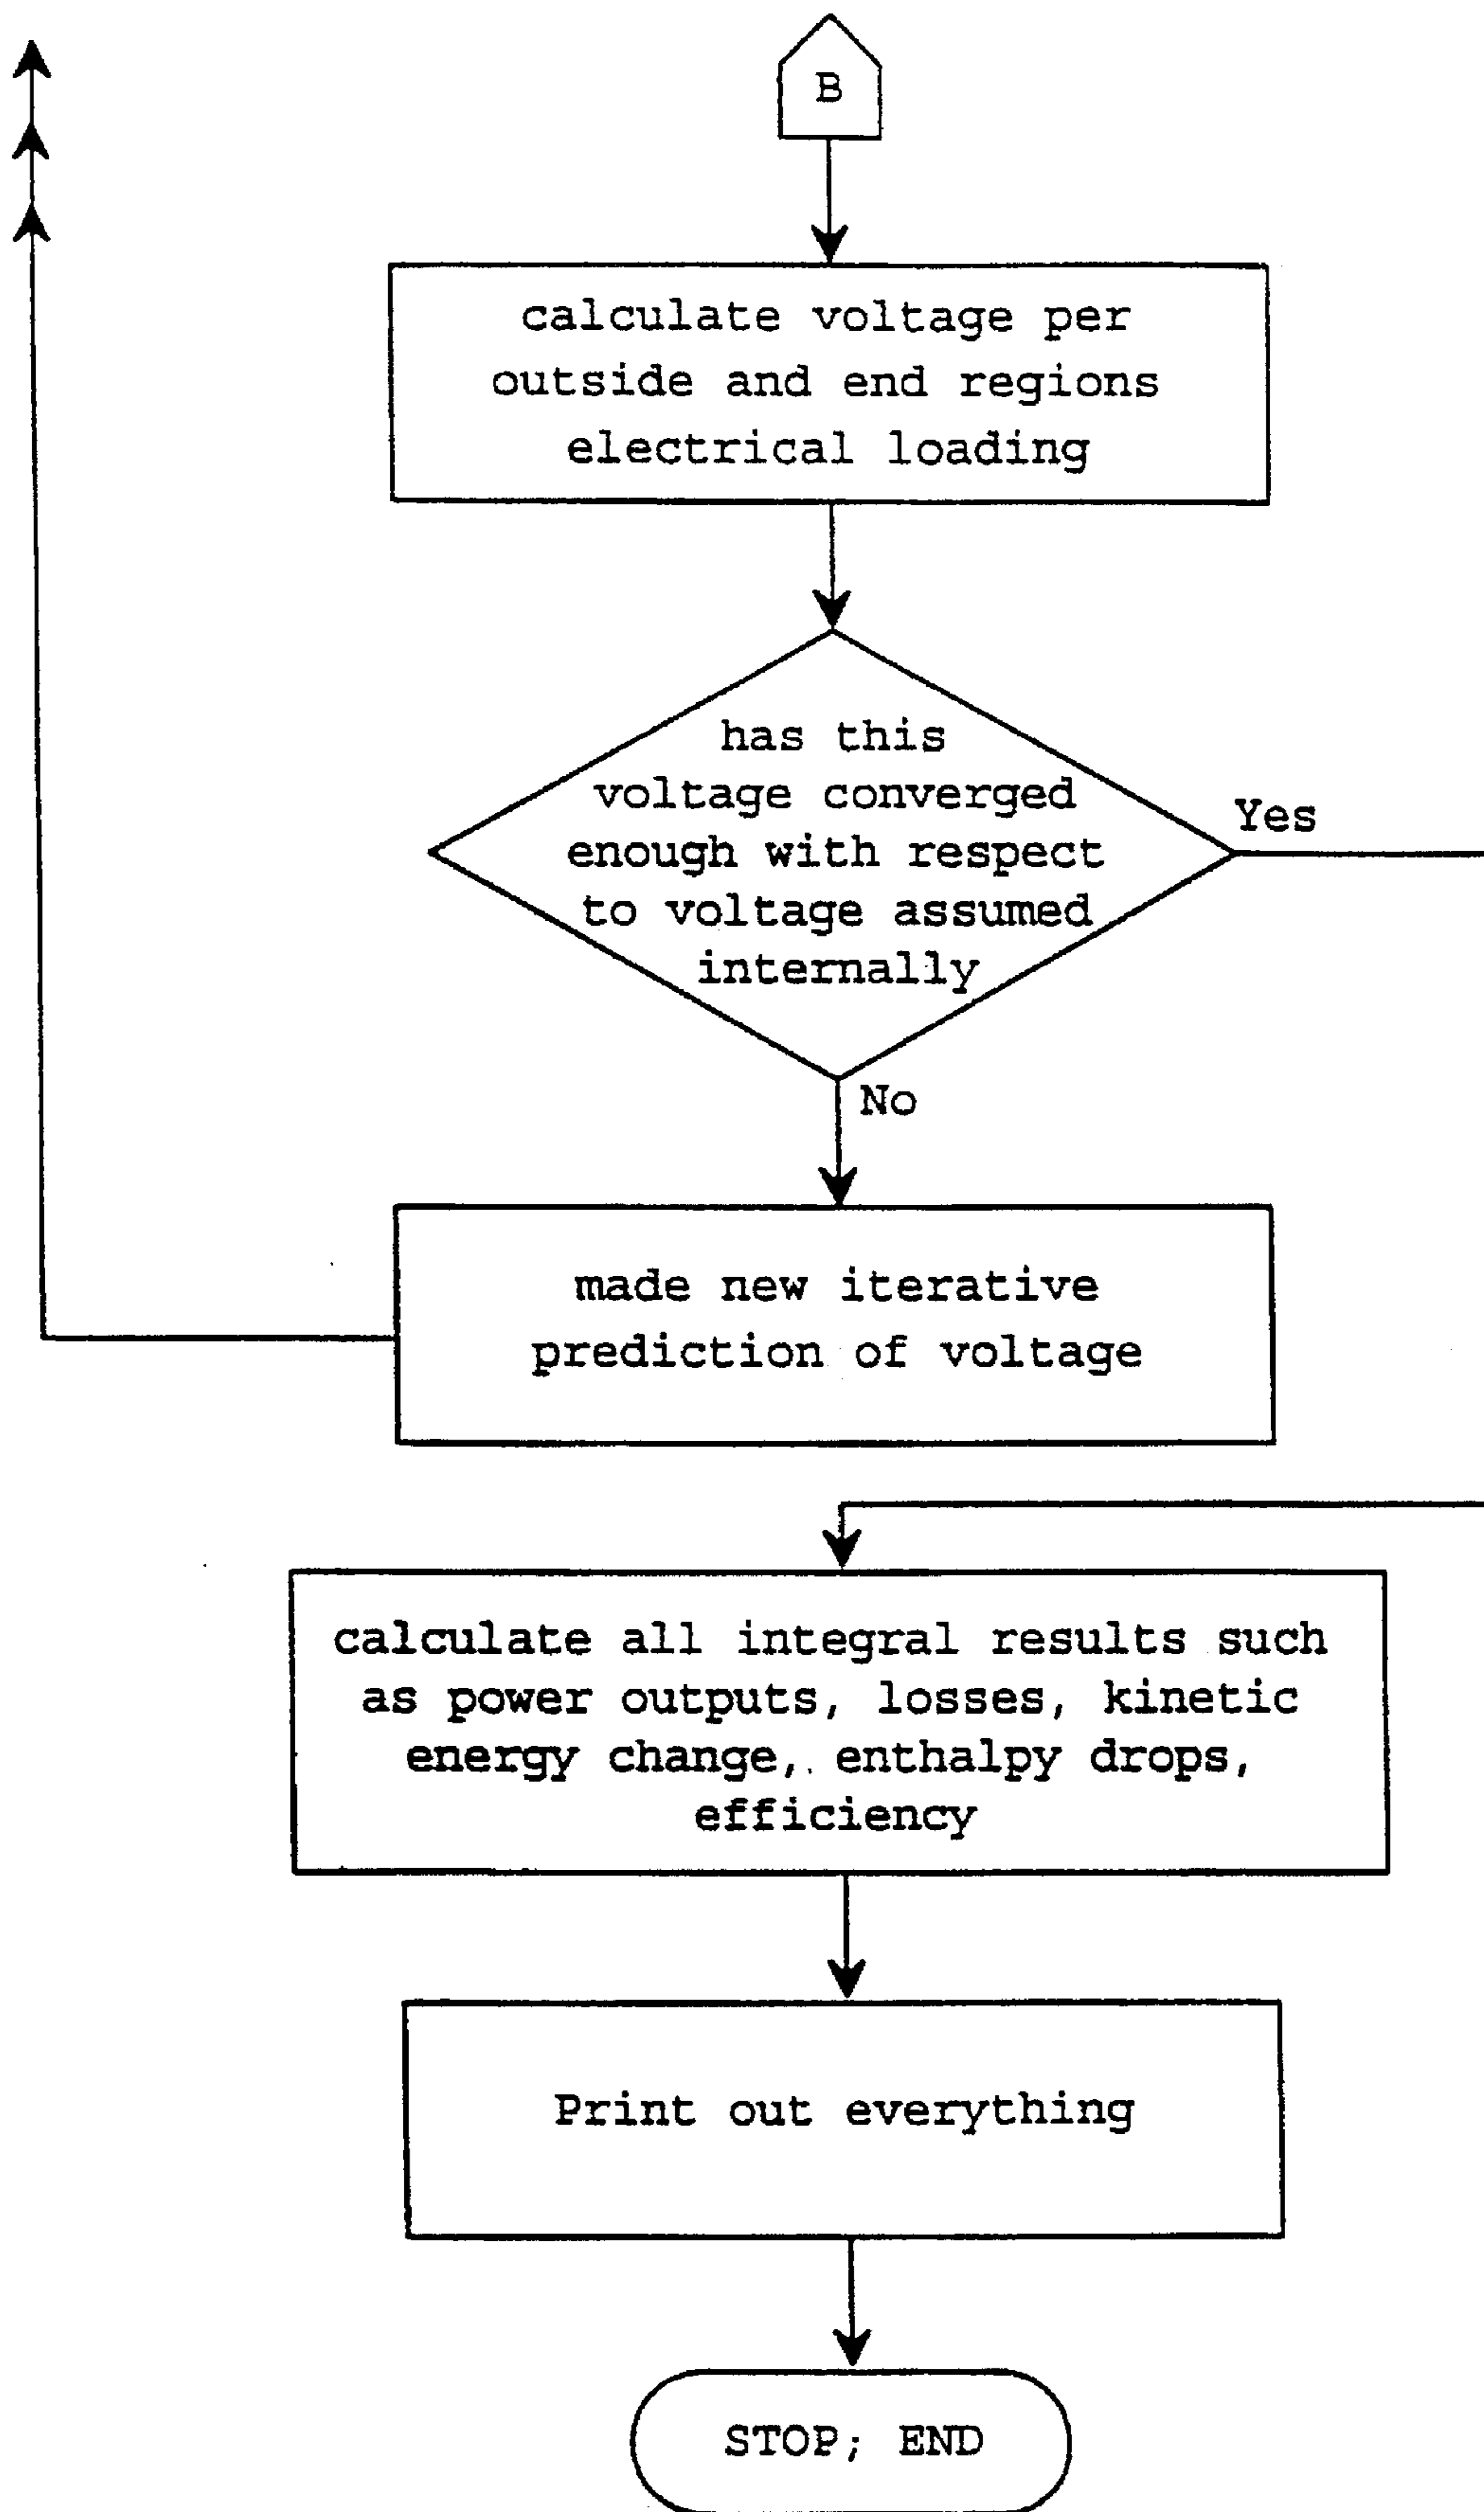 B
calculate voltage per
outside and end regions
electrical loading
has this
voltage converged
enough with respect
to voltage assumed
internally
Yes
No
made new iterative
prediction of voltage
calculate all integral results such
as power outputs, losses, kinetic
energy change, enthalpy drops,
efficiency
Print out everything
STOP; END